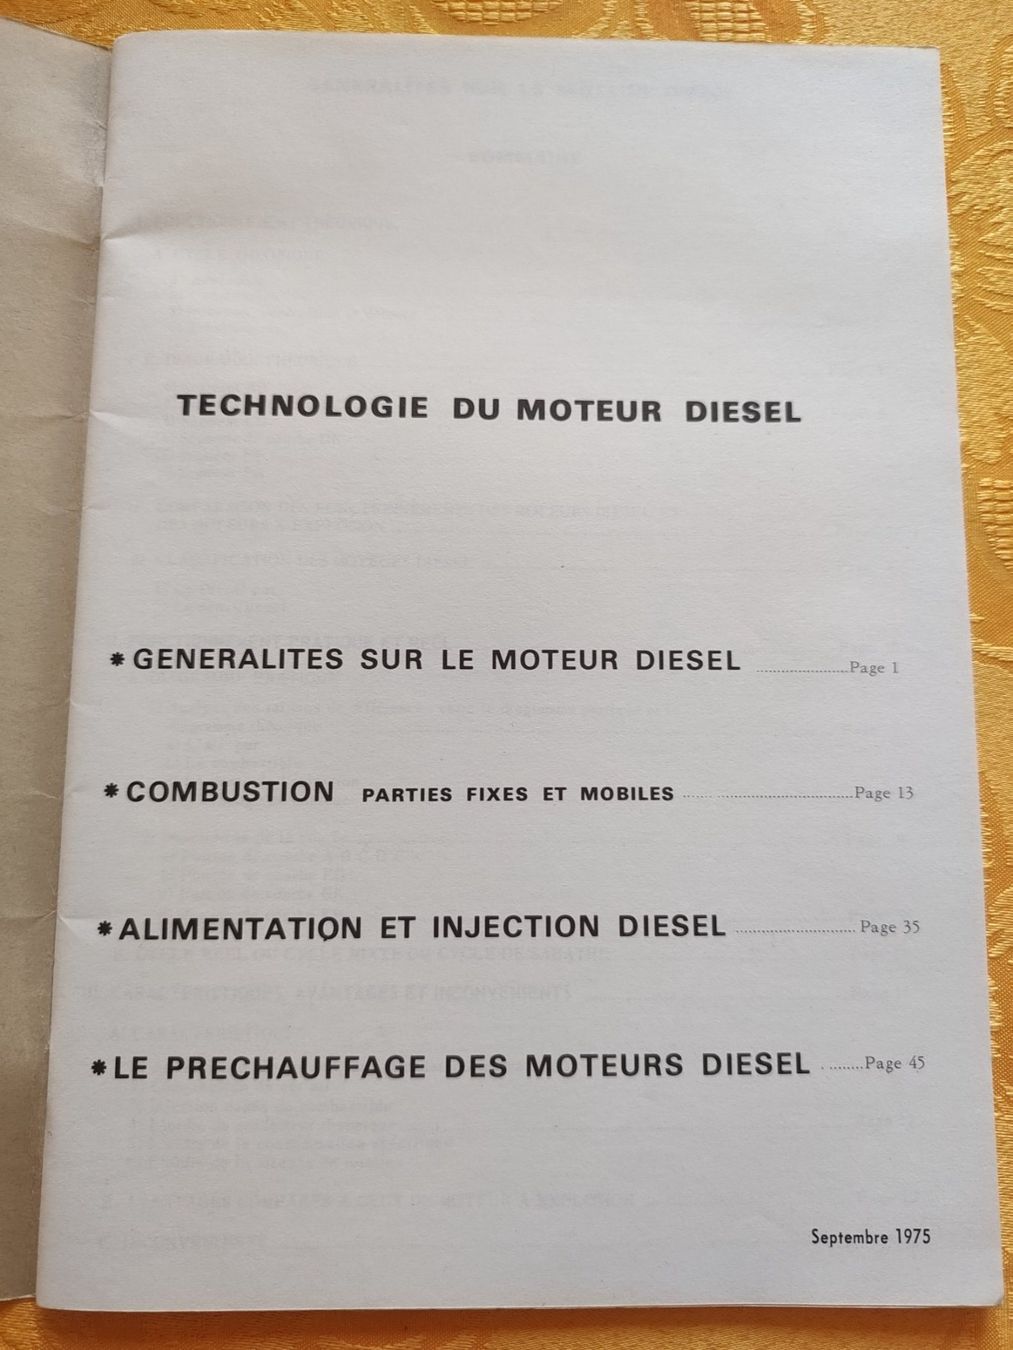 TECHNOLOGIE DU MOTEUR DIESEL
* GENERALITES SUR LE MOTEUR DIESEL ........................Page 1
* COMBUSTION PARTIES FIXES ET MOBILES ........................Page 13
* ALIMENTATION ET INJECTION DIESEL ........................ Page 35
* LE PRECHAUFFAGE DES MOTEURS DIESEL .........Page 45
Septembre 1975